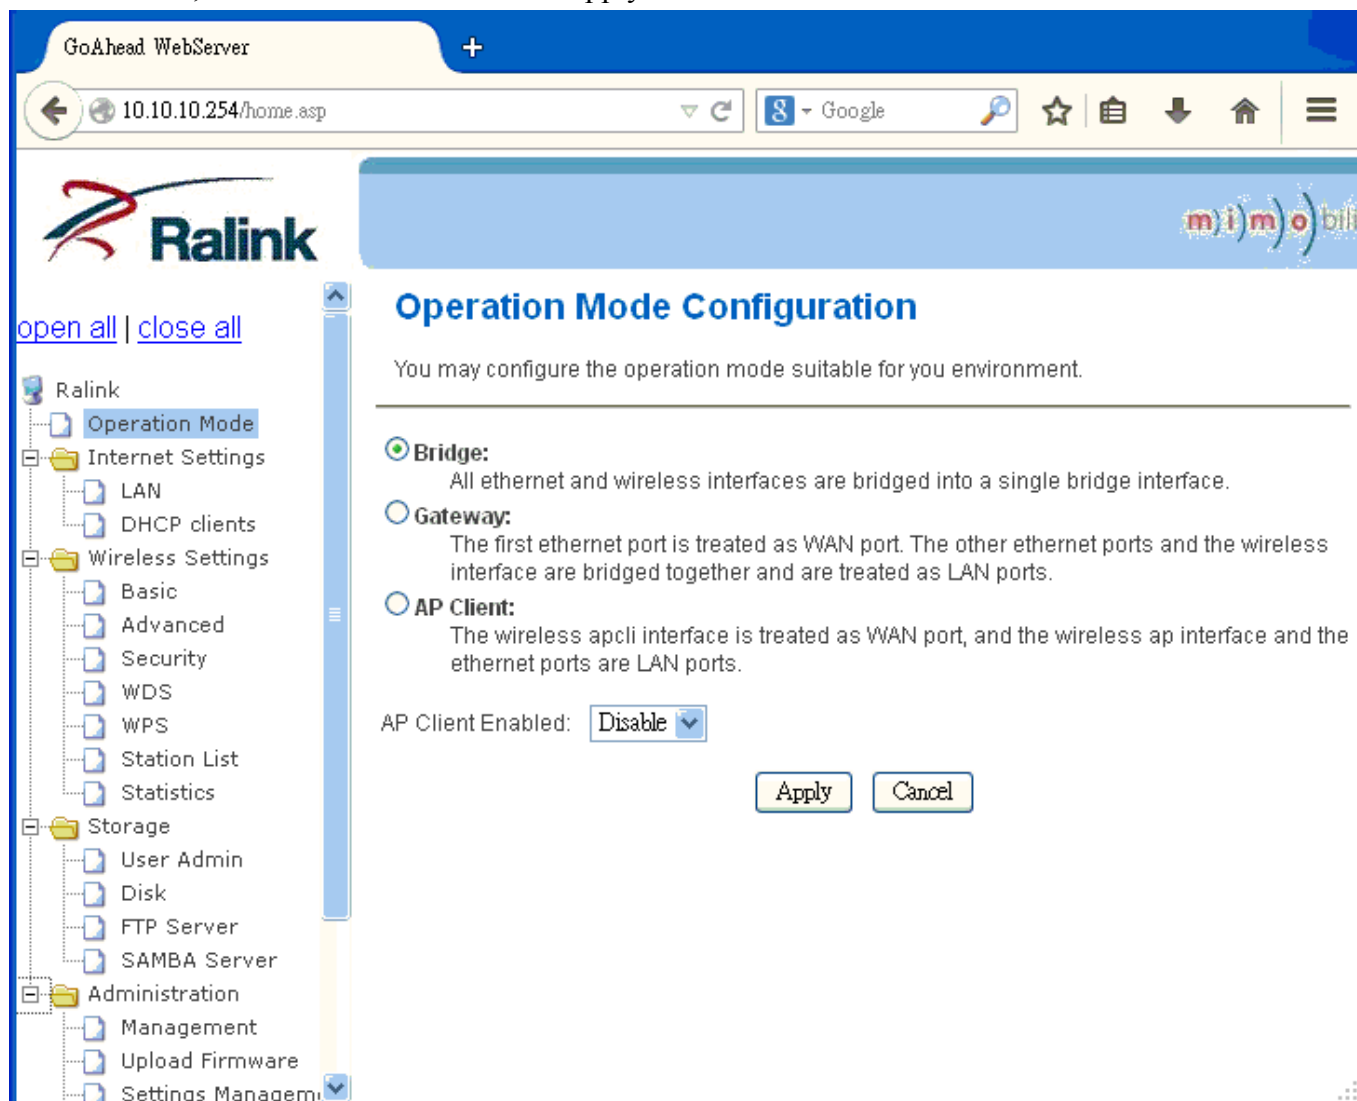 GoAhead WebServer
10.10.10.254/home.asp
Google
Ralink
m)i)m)o)bili
open all | close all
Ralink
Operation Mode
Internet Settings
LAN
DHCP clients
Wireless Settings
Basic
Advanced
Security
WDS
WPS
Station List
Statistics
Storage
User Admin
Disk
FTP Server
SAMBA Server
Administration
Management
Upload Firmware
Settings Managem
Operation Mode Configuration
You may configure the operation mode suitable for you environment.
Bridge:
All ethernet and wireless interfaces are bridged into a single bridge interface.
Gateway:
The first ethernet port is treated as WAN port. The other ethernet ports and the wireless
interface are bridged together and are treated as LAN ports.
AP Client:
The wireless apcli interface is treated as WAN port, and the wireless ap interface and the
ethernet ports are LAN ports.
AP Client Enabled: Disable
Apply Cancel